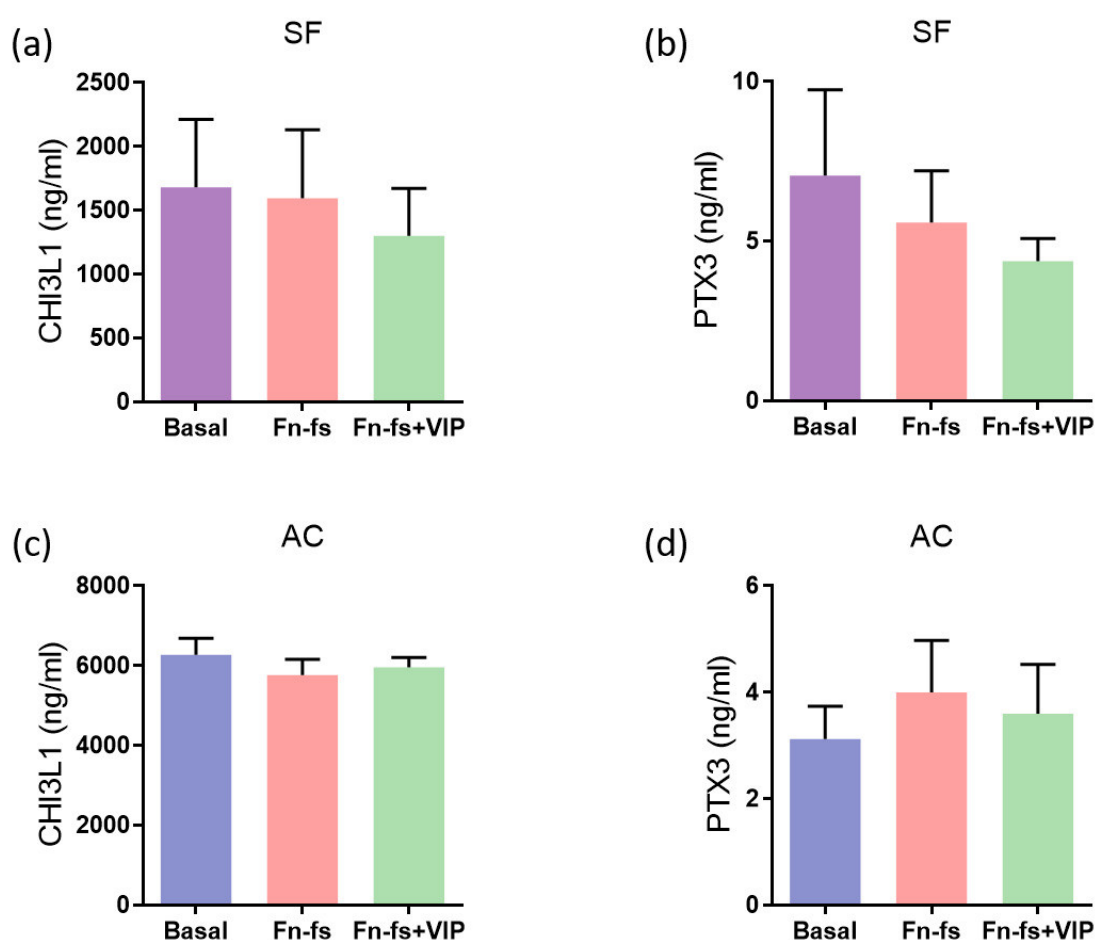 (a)
SF
CHI3L1 (ng/ml)
2500
2000
1500
1000
500
0
Basal Fn-fs Fn-fs+VIP
(b)
SF
PTX3 (ng/ml)
10
5
0
Basal Fn-fs Fn-fs+VIP
(c)
AC
CHI3L1 (ng/ml)
8000
6000
4000
2000
0
Basal Fn-fs Fn-fs+VIP
(d)
AC
PTX3 (ng/ml)
6
4
2
0
Basal Fn-fs Fn-fs+VIP